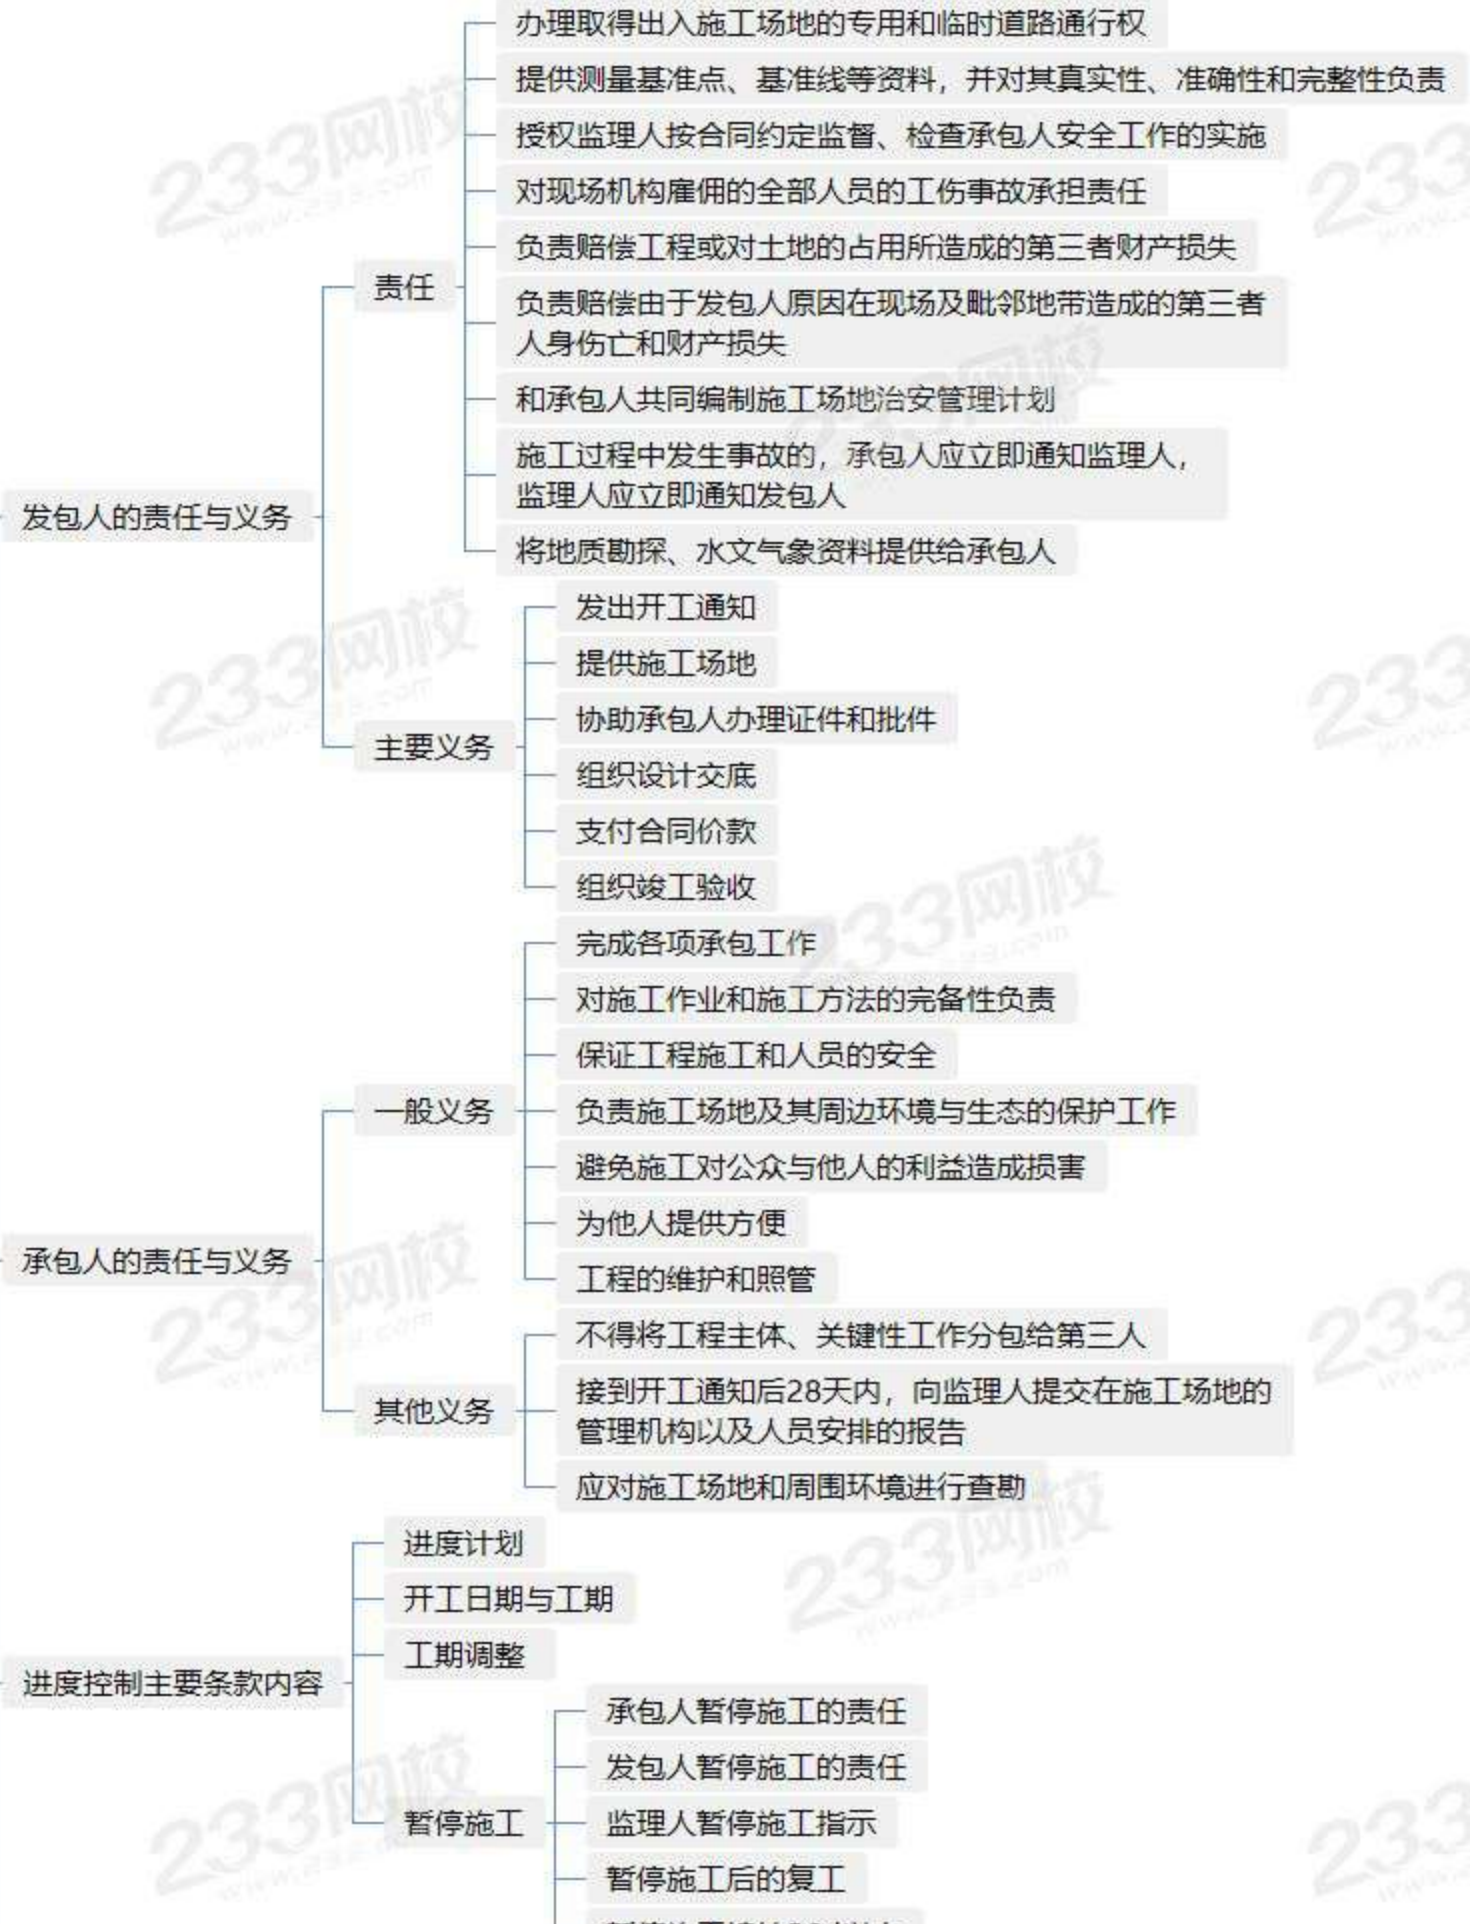 办理取得出入施工场地的专用和临时道路通行权
提供测量基准点、基准线等资料，并对其真实性、准确性和完整性负责
授权监理人按合同约定监督、检查承包人安全工作的实施
对现场机构雇佣的全部人员的工伤事故承担责任
负责赔偿工程或对土地的占用所造成的第三者财产损失
责任
负责赔偿由于发包人原因在现场及毗邻地带造成的第三者
人身伤亡和财产损失
和承包人共同编制施工场地治安管理计划
施工过程中发生事故的，承包人应立即通知监理人，
监理人应立即通知发包人
发包人的责任与义务
将地质勘探、水文气象资料提供给承包人
发出开工通知
提供施工场地
协助承包人办理证件和批件
主要义务
组织设计交底
支付合同价款
组织竣工验收
完成各项承包工作
对施工作业和施工方法的完备性负责
保证工程施工和人员的安全
一般义务
负责施工场地及其周边环境与生态的保护工作
避免施工对公众与他人的利益造成损害
为他人提供方便
承包人的责任与义务
工程的维护和照管
不得将工程主体、关键性工作分包给第三人
其他义务
接到开工通知后28天内，向监理人提交在施工场地的
管理机构以及人员安排的报告
应对施工场地和周围环境进行查勘
进度计划
开工日期与工期
工期调整
进度控制主要条款内容
承包人暂停施工的责任
发包人暂停施工的责任
暂停施工
监理人暂停施工指示
暂停施工后的复工
233网校
www.233.com